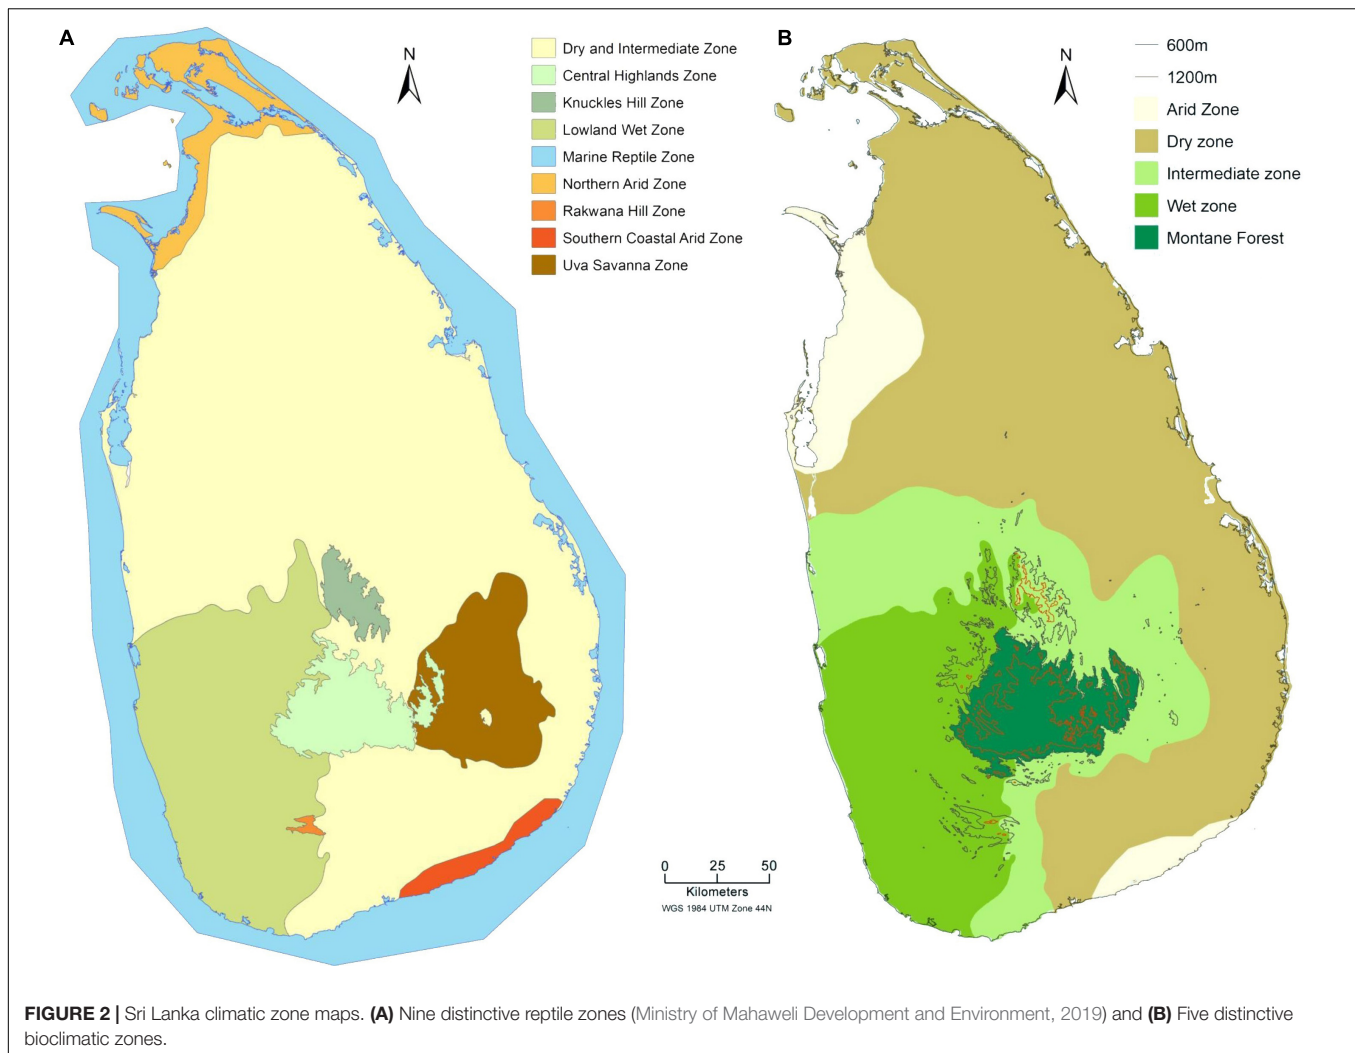 A
N
Dry and Intermediate Zone
Central Highlands Zone
Knuckles Hill Zone
Lowland Wet Zone
Marine Reptile Zone
Northern Arid Zone
Rakwana Hill Zone
Southern Coastal Arid Zone
Uva Savanna Zone
B
N
600m
1200m
Arid Zone
Dry zone
Intermediate zone
Wet zone
Montane Forest
0 25 50
Kilometers
WGS 1984 UTM Zone 44N
FIGURE 2 | Sri Lanka climatic zone maps. (A) Nine distinctive reptile zones (Ministry of Mahaweli Development and Environment, 2019) and (B) Five distinctive
bioclimatic zones.